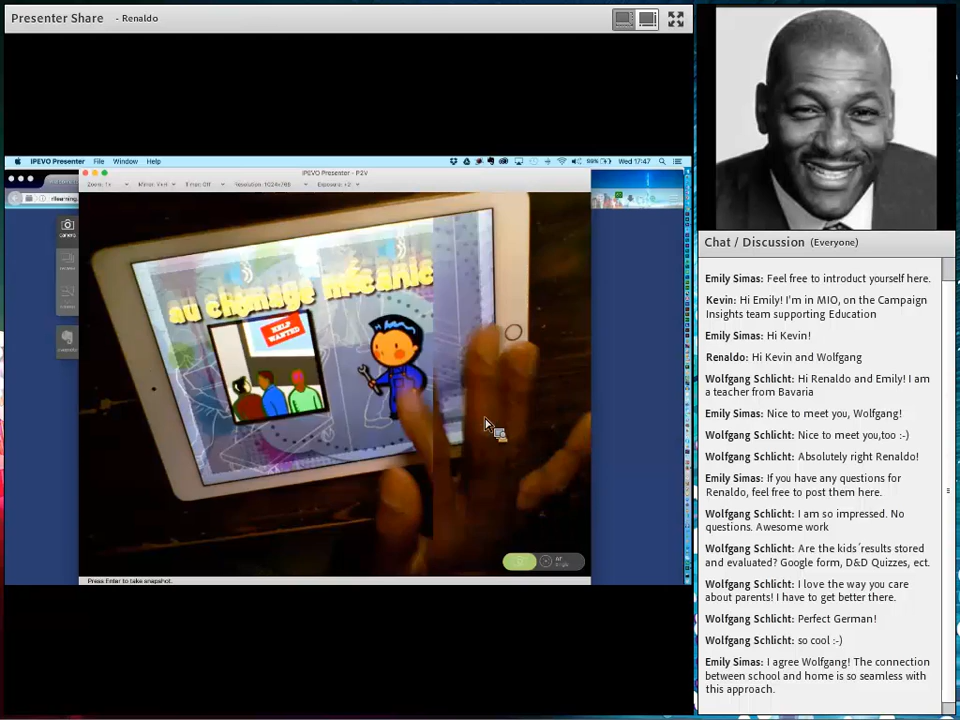 Presenter Share - Renaldo
IPEVO Presenter File Window Help
99% Wed 17:47
IPEVO Presenter - P2V
Zoom: 1x
Resolution: 1024x768
Exposure: +2
au chômage mécanic
HELP
WANTED
Press Enter to take snapshot.
Chat / Discussion (Everyone)
Emily Simas: Feel free to introduce yourself here.
Kevin: Hi Emily! I'm in MIO, on the Campaign
Insights team supporting Education
Emily Simas: Hi Kevin!
Renaldo: Hi Kevin and Wolfgang
Wolfgang Schlicht: Hi Renaldo and Emily! I am
a teacher from Bavaria
Emily Simas: Nice to meet you, Wolfgang!
Wolfgang Schlicht: Nice to meet you,too :-)
Wolfgang Schlicht: Absolutely right Renaldo!
Emily Simas: If you have any questions for
Renaldo, feel free to post them here.
Wolfgang Schlicht: I am so impressed. No
questions. Awesome work
Wolfgang Schlicht: Are the kids´results stored
and evaluated? Google form, D&D Quizzes, ect.
Wolfgang Schlicht: I love the way you care
about parents! I have to get better there.
Wolfgang Schlicht: Perfect German!
Wolfgang Schlicht: so cool :-)
Emily Simas: I agree Wolfgang! The connection
between school and home is so seamless with
this approach.